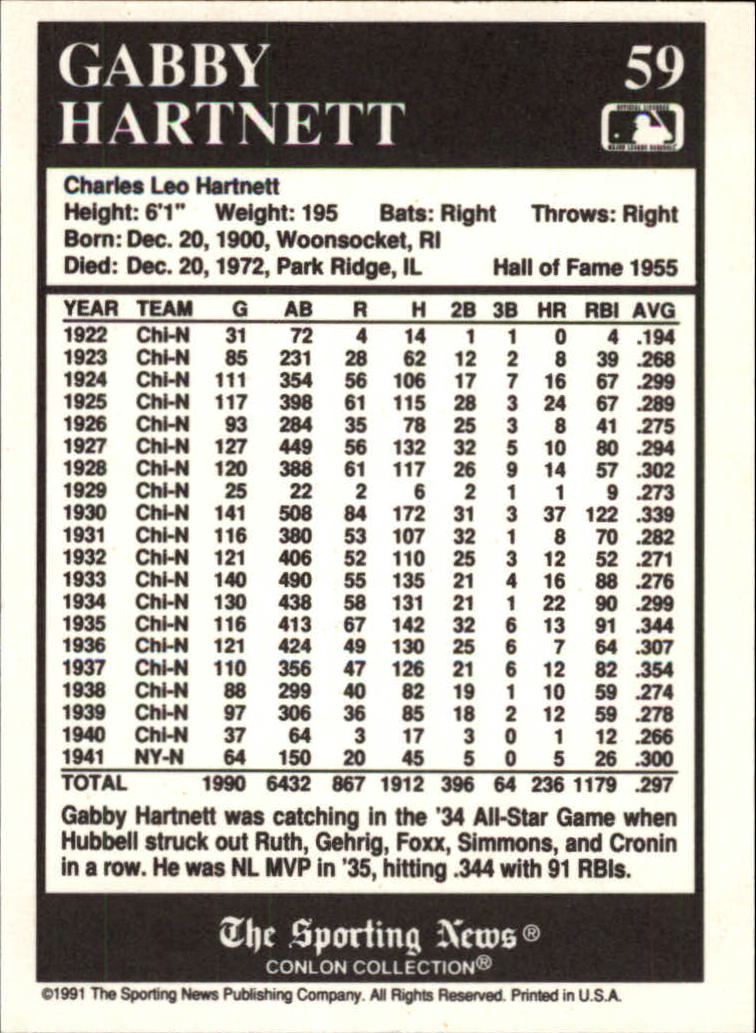 GABBY 59
HARTNETT
OFFICIAL LICENSEE
MAJOR LEAGUE BASEBALL
Charles Leo Hartnett
Height: 6'1" Weight: 195 Bats: Right Throws: Right
Born: Dec. 20, 1900, Woonsocket, RI
Died: Dec. 20, 1972, Park Ridge, IL Hall of Fame 1955
YEAR TEAM G AB R H 2B 3B HR RBI AVG
1922 Chi-N 31 72 4 14 1 1 0 4 .194
1923 Chi-N 85 231 28 62 12 2 8 39 .268
1924 Chi-N 111 354 56 106 17 7 16 67 .299
1925 Chi-N 117 398 61 115 28 3 24 67 .289
1926 Chi-N 93 284 35 78 25 3 8 41 .275
1927 Chi-N 127 449 56 132 32 5 10 80 .294
1928 Chi-N 120 388 61 117 26 9 14 57 .302
1929 Chi-N 25 22 2 6 2 1 1 9 .273
1930 Chi-N 141 508 84 172 31 3 37 122 .339
1931 Chi-N 116 380 53 107 32 1 8 70 .282
1932 Chi-N 121 406 52 110 25 3 12 52 .271
1933 Chi-N 140 490 55 135 21 4 16 88 .276
1934 Chi-N 130 438 58 131 21 1 22 90 .299
1935 Chi-N 116 413 67 142 32 6 13 91 .344
1936 Chi-N 121 424 49 130 25 6 7 64 .307
1937 Chi-N 110 356 47 126 21 6 12 82 .354
1938 Chi-N 88 299 40 82 19 1 10 59 .274
1939 Chi-N 97 306 36 85 18 2 12 59 .278
1940 Chi-N 37 64 3 17 3 0 1 12 .266
1941 NY-N 64 150 20 45 5 0 5 26 .300
TOTAL 1990 6432 867 1912 396 64 236 1179 .297
Gabby Hartnett was catching in the '34 All-Star Game when
Hubbell struck out Ruth, Gehrig, Foxx, Simmons, and Cronin
in a row. He was NL MVP in '35, hitting .344 with 91 RBIs.
The Sporting News®
CONLON COLLECTION®
©1991 The Sporting News Publishing Company. All Rights Reserved. Printed in U.S.A.